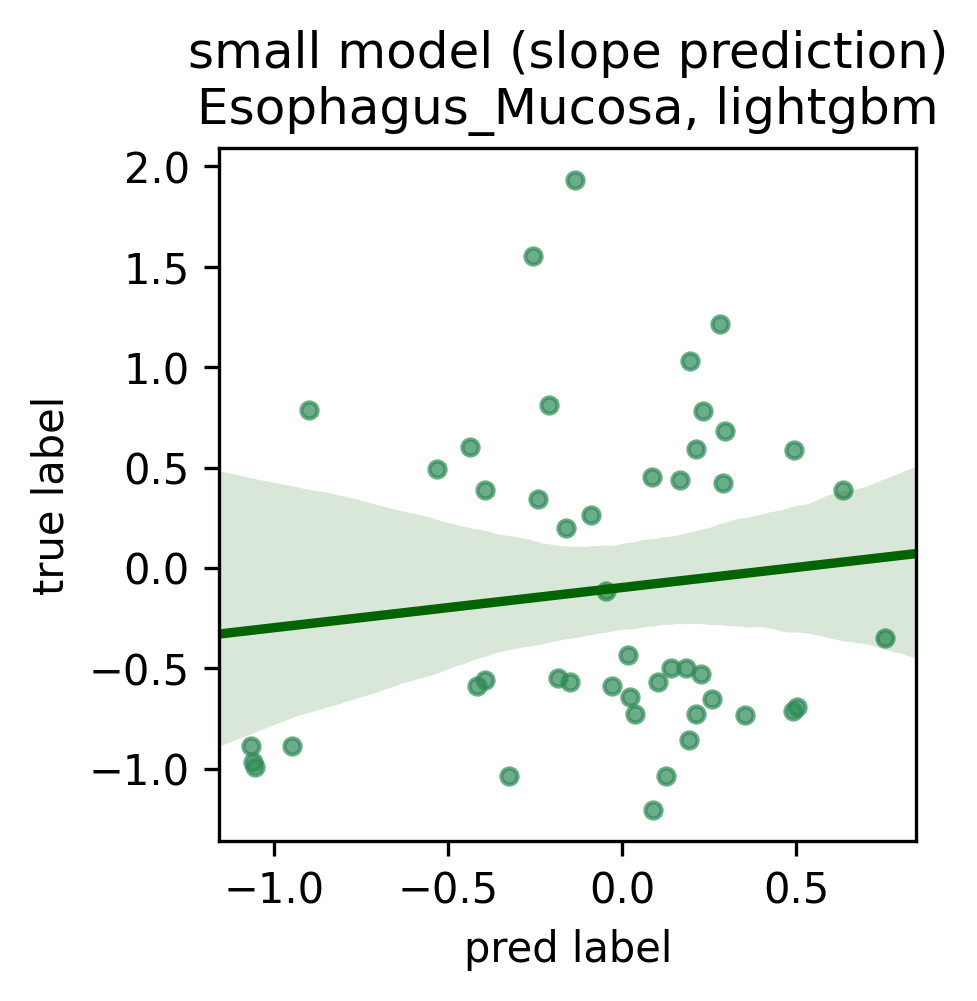 small model (slope prediction)
Esophagus_Mucosa, lightgbm
2.0
1.5
1.0
0.5
0.0
−0.5
−1.0
true label
−1.0
−0.5
0.0
0.5
pred label